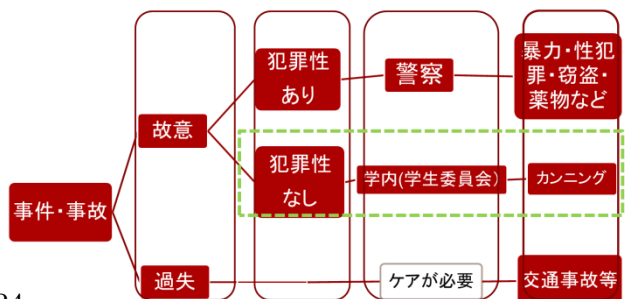 犯罪性
あり
警察
暴力・性犯
罪・窃盗・
薬物など
故意
犯罪性
なし
学内(学生委員会)
カンニング
事件・事故
過失
ケアが必要
交通事故等